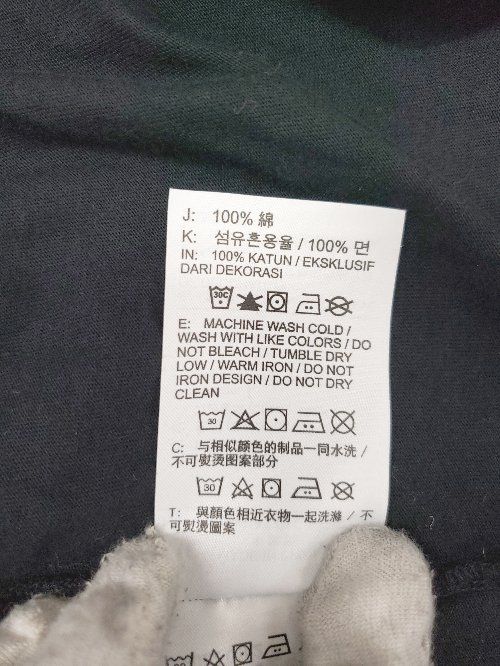 J: 100% 綿
K: 섬유혼용율 / 100% 면
IN: 100% KATUN / EKSKLUSIF
DARI DEKORASI
30C
E: MACHINE WASH COLD /
WASH WITH LIKE COLORS / DO
NOT BLEACH / TUMBLE DRY
LOW / WARM IRON / DO NOT
IRON DESIGN / DO NOT DRY
CLEAN
30
C: 与相似颜色的制品一同水洗 /
不可熨烫图案部分
30
T: 與顏色相近衣物一起洗滌 / 不
可熨燙圖案